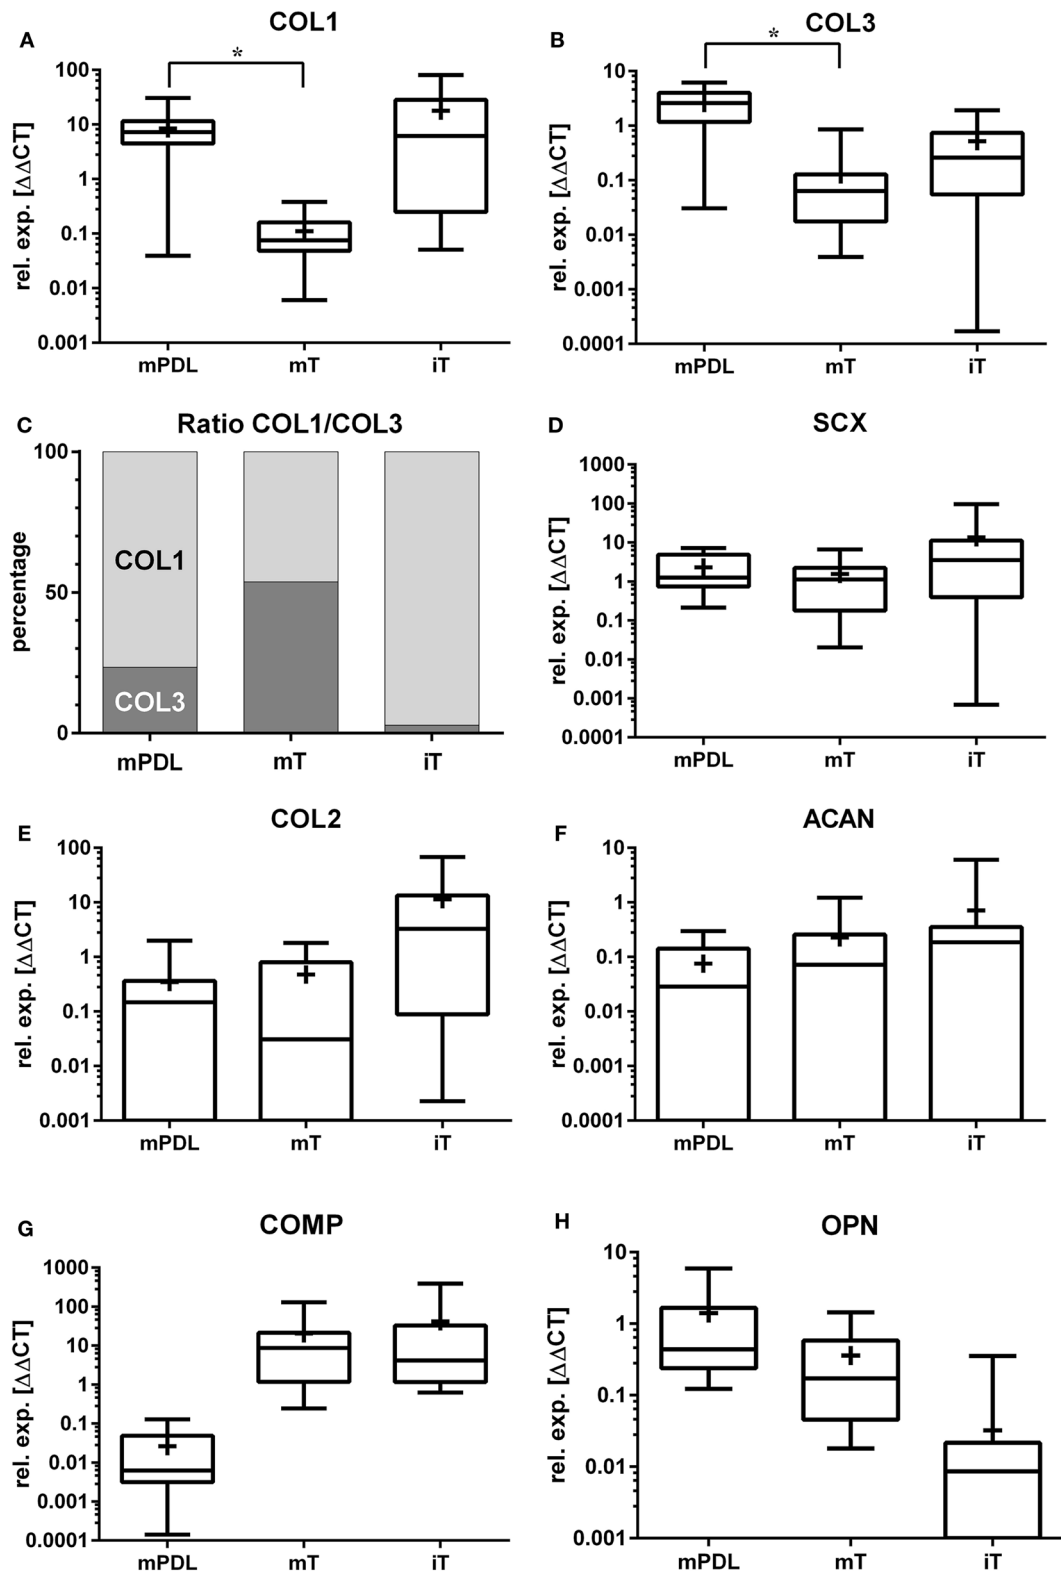 A
COL1
*
100
10
1
0.1
0.01
0.001
rel. exp. [ΔΔCT]
mPDL mT iT
B
COL3
*
10
1
0.1
0.01
0.001
0.0001
rel. exp. [ΔΔCT]
mPDL mT iT
C
Ratio COL1/COL3
100
50
0
percentage
COL1
COL3
mPDL mT iT
D
SCX
1000
100
10
1
0.1
0.01
0.001
0.0001
rel. exp. [ΔΔCT]
mPDL mT iT
E
COL2
100
10
1
0.1
0.01
0.001
rel. exp. [ΔΔCT]
mPDL mT iT
F
ACAN
10
1
0.1
0.01
0.001
0.0001
rel. exp. [ΔΔCT]
mPDL mT iT
G
COMP
1000
100
10
1
0.1
0.01
0.001
0.0001
rel. exp. [ΔΔCT]
mPDL mT iT
H
OPN
10
1
0.1
0.01
0.001
rel. exp. [ΔΔCT]
mPDL mT iT